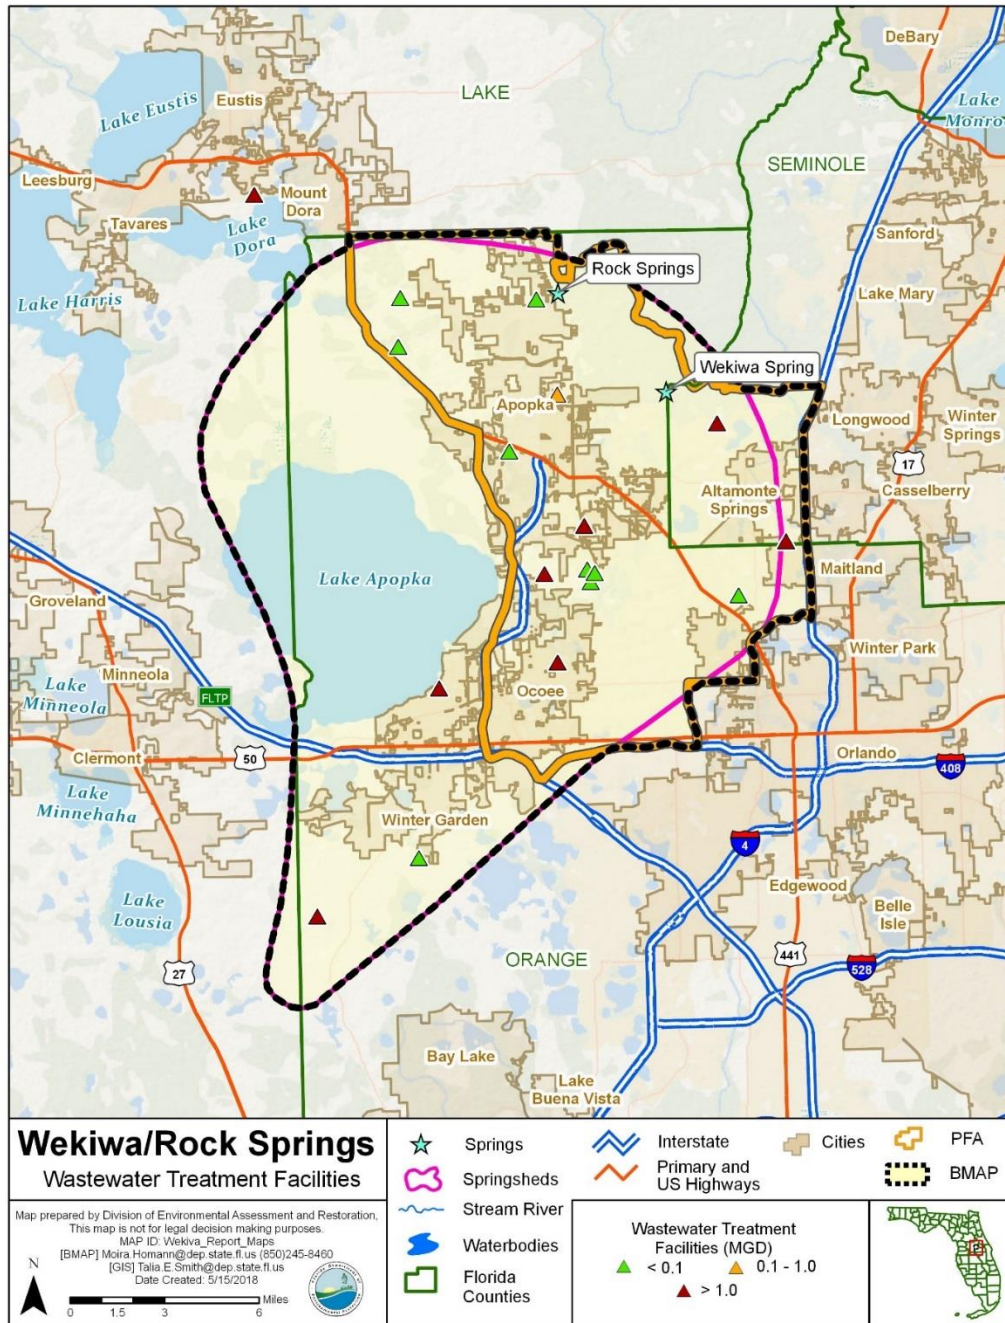 DeBary
LAKE
Lake Eustis
Eustis
Lake
Monro
SEMINOLE
Leesburg
Mount
Dora
Tavares
Lake
Dora
Sanford
Rock Springs
Lake Harris
Lake Mary
Wekiwa Spring
Apopka
Longwood
Winter
Springs
17
Altamonte
Springs
Casselberry
Lake Apopka
Maitland
Groveland
Minneola
Winter Park
Lake
Minneola
FLTP
Ocoee
Clermont
50
Orlando
408
Lake
Minnehaha
Winter Garden
4
Edgewood
Lake
Lousia
Belle
Isle
ORANGE
441
27
528
Bay Lake
Lake
Buena Vista
Wekiwa/Rock Springs
Wastewater Treatment Facilities
Map prepared by Division of Environmental Assessment and Restoration.
This map is not for legal decision making purposes.
MAP ID: Wekiva_Report_Maps
[BMAP] Moira.Homann@dep.state.fl.us (850)245-8460
[GIS] Talia.E.Smith@dep.state.fl.us
Date Created: 5/15/2018
N
Miles
0 1.5 3 6
Springs
Springsheds
Stream River
Waterbodies
Florida
Counties
Interstate
Primary and
US Highways
Cities
PFA
BMAP
Wastewater Treatment
Facilities (MGD)
< 0.1
0.1 - 1.0
> 1.0